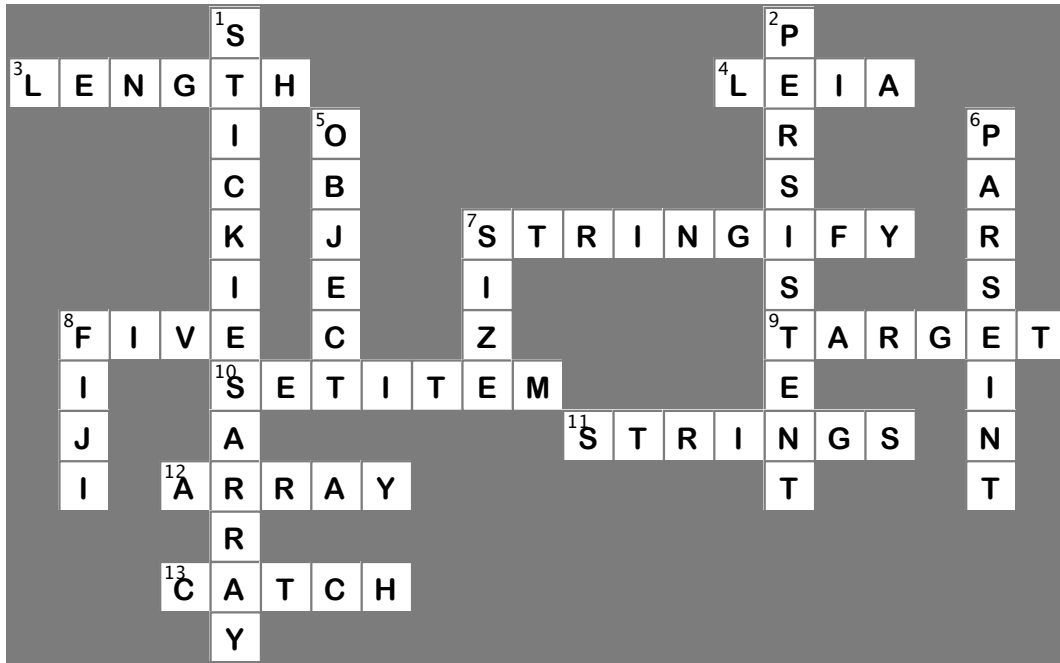 1S 2P
3LENGTH 4LEIA
I 5O R 6P
C B S A
K J 7STRINGIFY R
I E I S S
8FIVE C Z 9TARGET
I 10SETITEM E I
J A 11STRINGS N
I 12ARRAY T T
R
13CATCH
Y